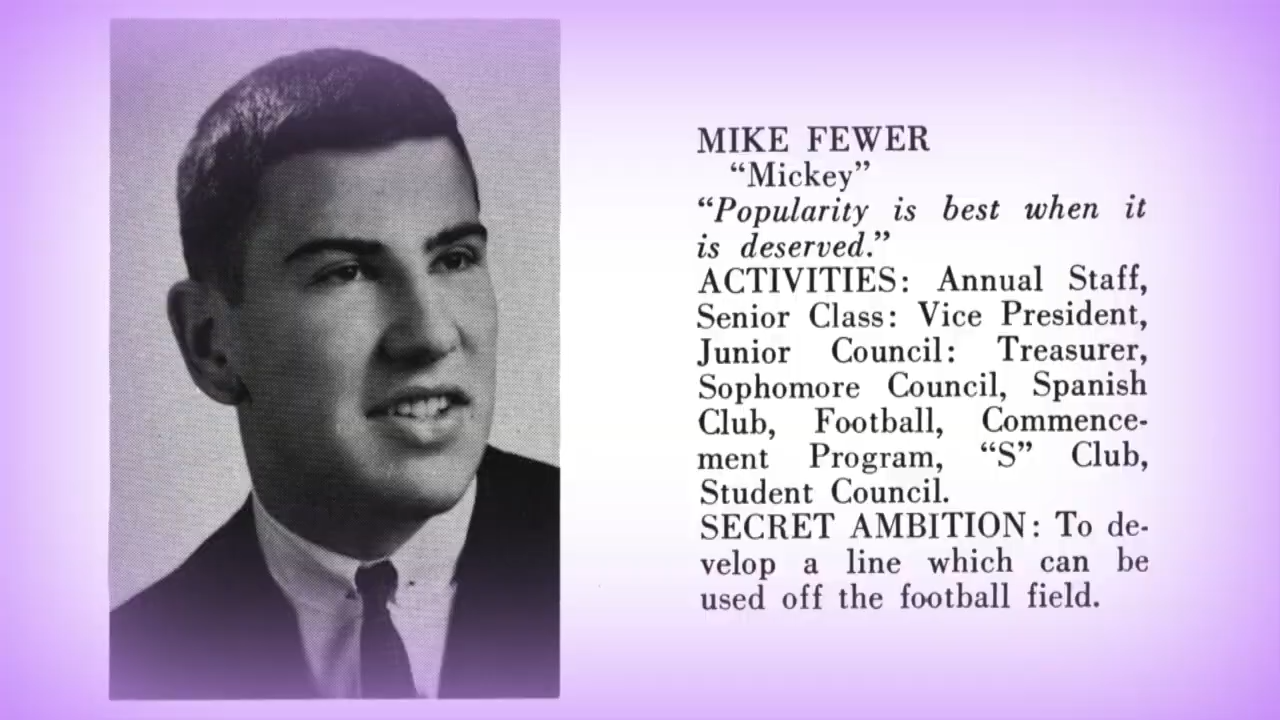 MIKE FEWER
“Mickey”
“Popularity is best when it
is deserved.”
ACTIVITIES: Annual Staff,
Senior Class: Vice President,
Junior Council: Treasurer,
Sophomore Council, Spanish
Club, Football, Commence-
ment Program, “S” Club,
Student Council.
SECRET AMBITION: To de-
velop a line which can be
used off the football field.